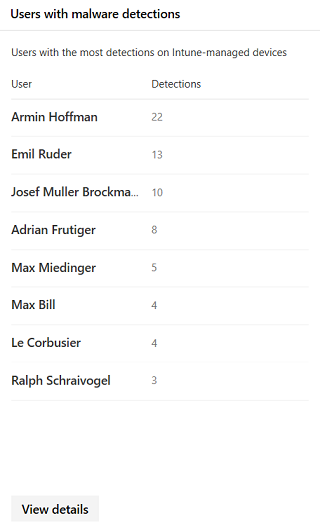 Users with malware detections
Users with the most detections on Intune-managed devices
User Detections
Armin Hoffman 22
Emil Ruder 13
Josef Muller Brockma... 10
Adrian Frutiger 8
Max Miedinger 5
Max Bill 4
Le Corbusier 4
Ralph Schraivogel 3
View details